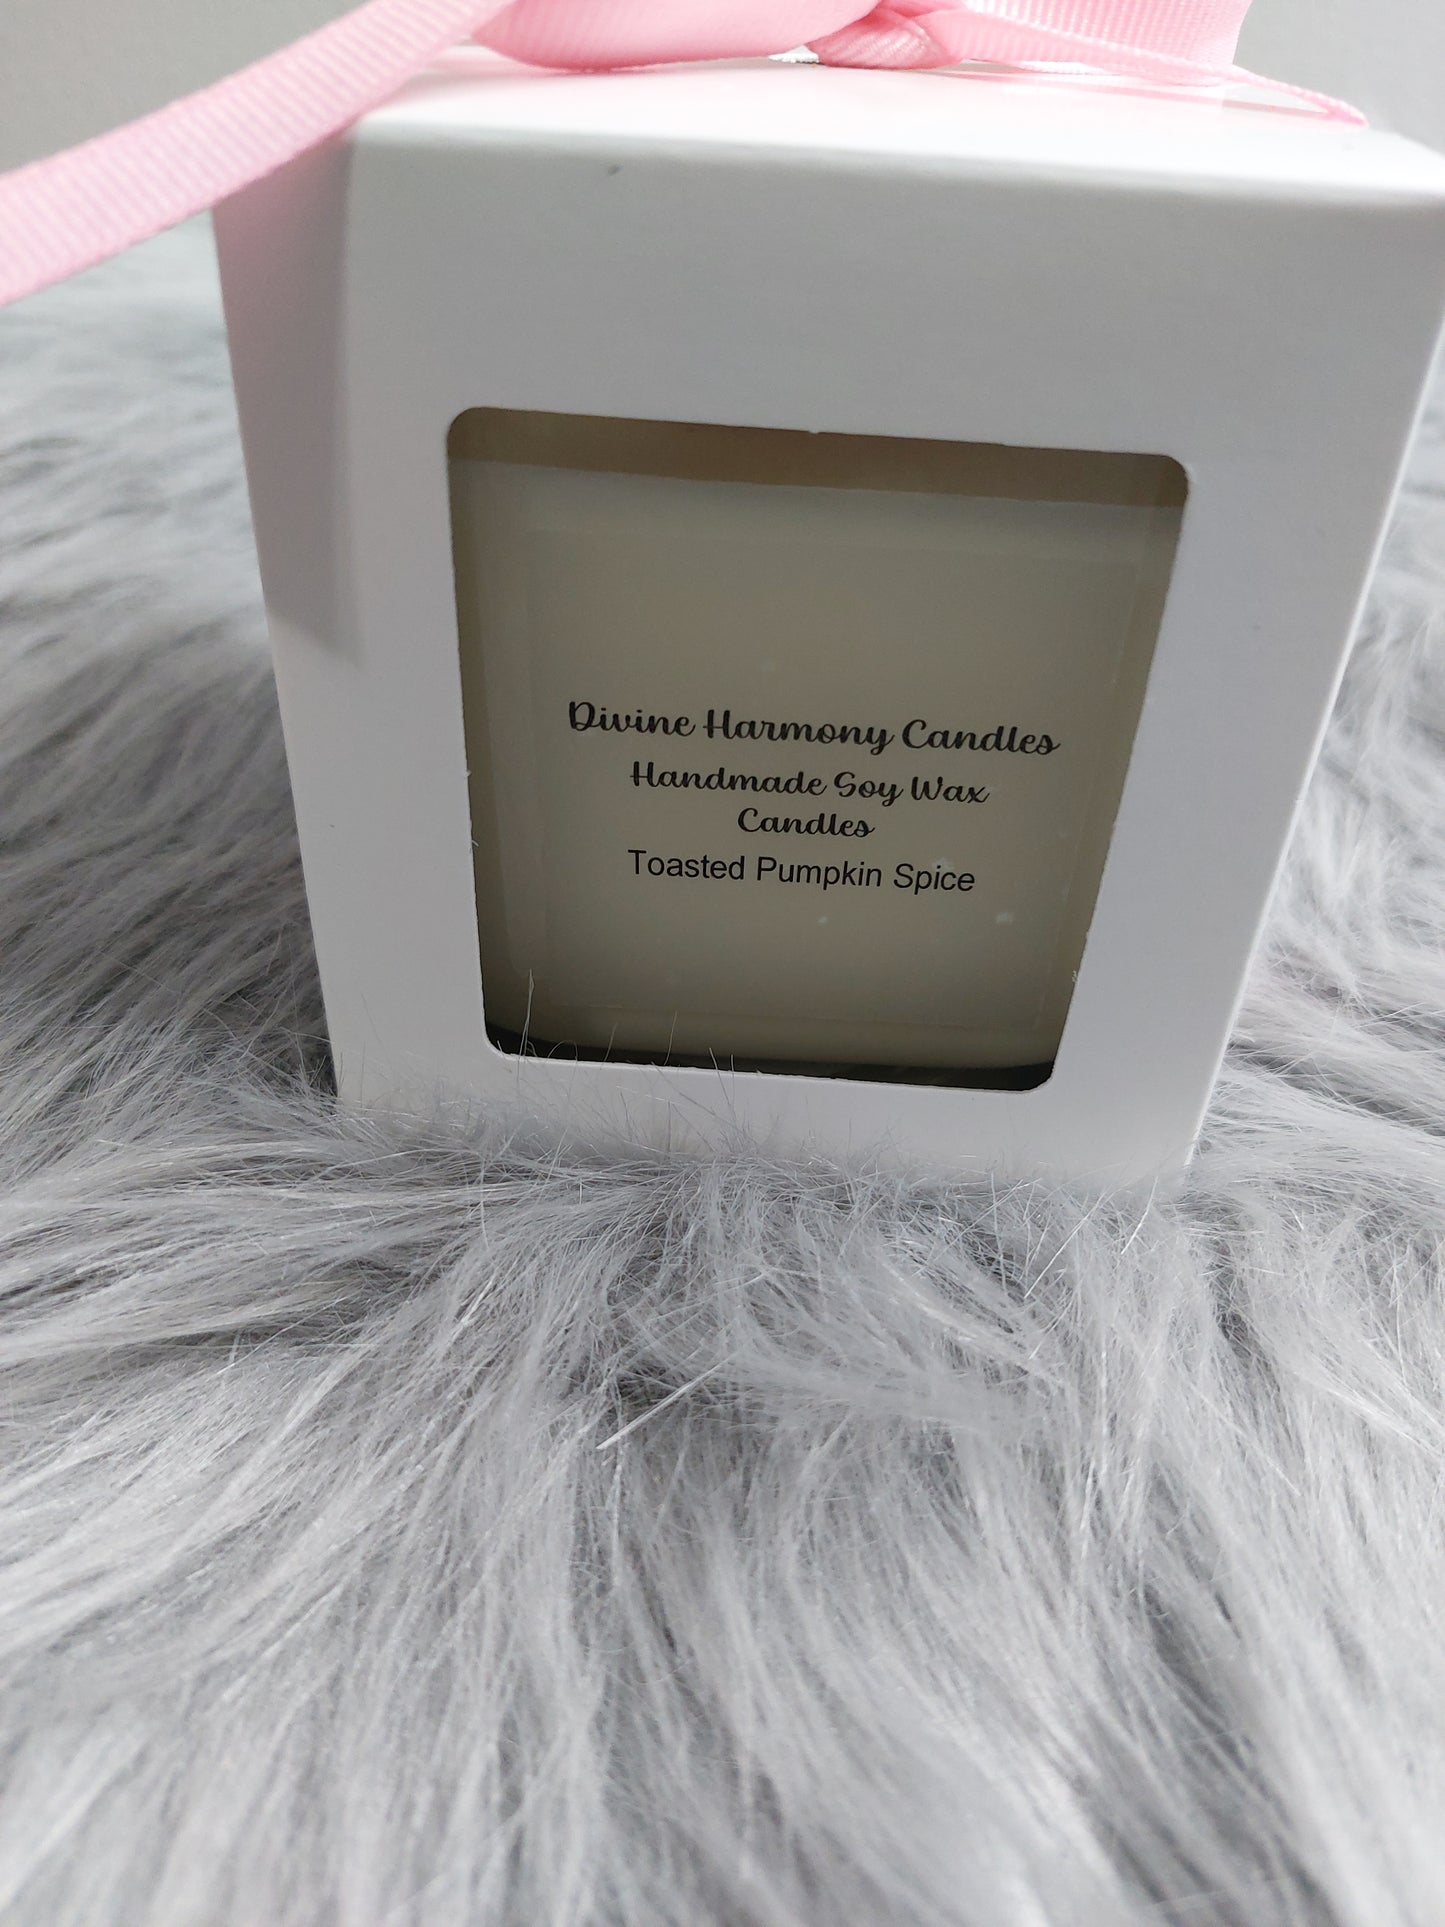 Divine Harmony Candles
Handmade Soy Wax
Candles
Toasted Pumpkin Spice